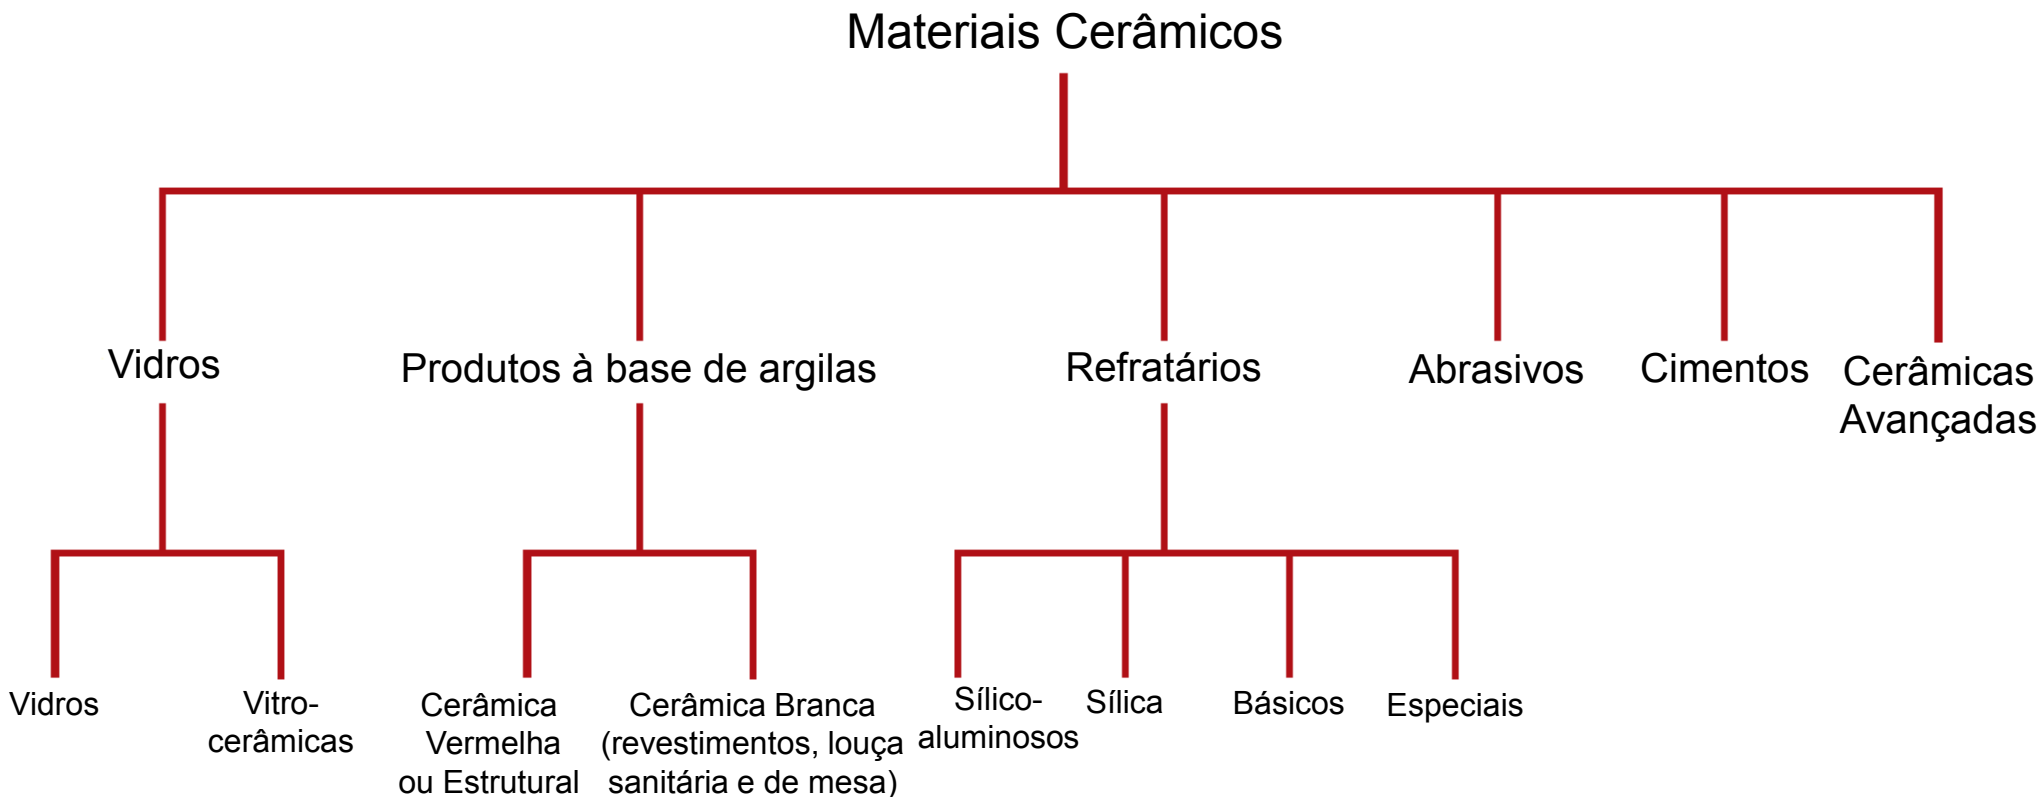 Materiais Cerâmicos
Vidros
Produtos à base de argilas
Refratários
Abrasivos
Cimentos
Cerâmicas
Avançadas
Vidros
Vitro-
cerâmicas
Cerâmica
Vermelha
ou Estrutural
Cerâmica Branca
(revestimentos, louça
sanitária e de mesa)
Sílico-
aluminosos
Sílica
Básicos
Especiais